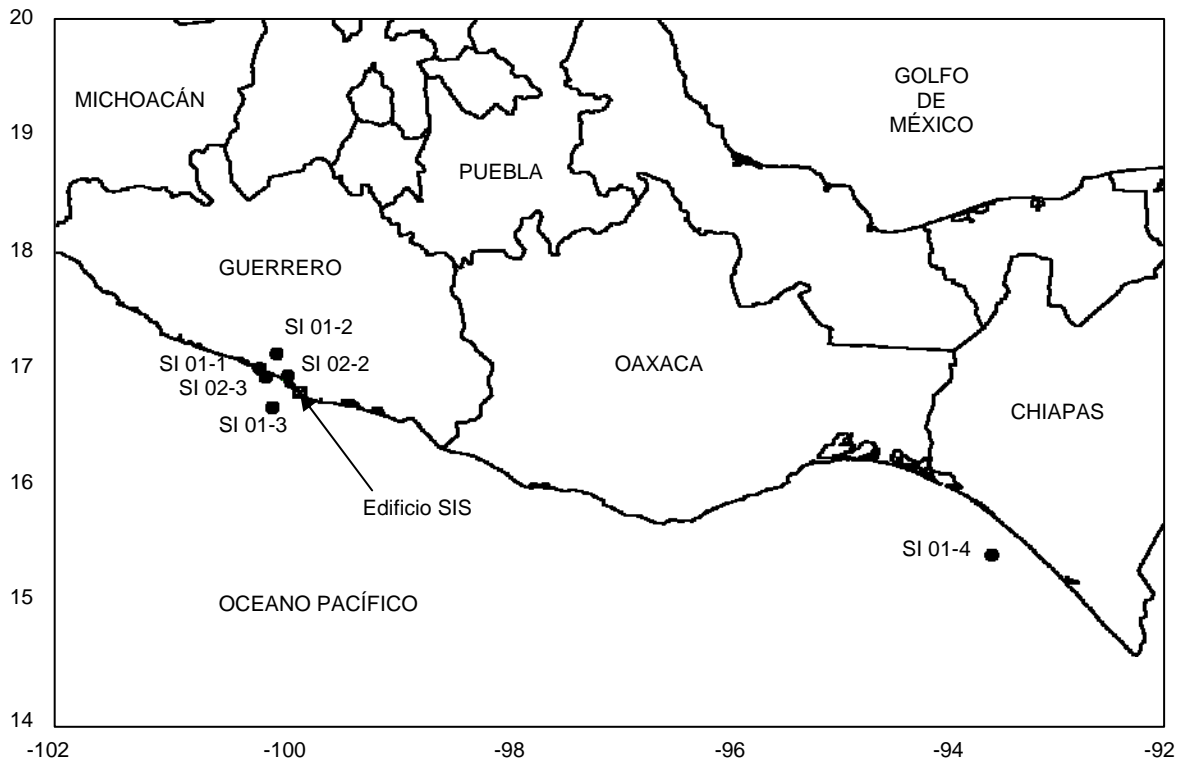 20
19
18
17
16
15
14
-102
-100
-98
-96
-94
-92
MICHOACÁN
GOLFO
DE
MÉXICO
PUEBLA
GUERRERO
SI 01-2
SI 01-1
SI 02-2
SI 02-3
SI 01-3
OAXACA
CHIAPAS
Edificio SIS
SI 01-4
OCEANO PACÍFICO